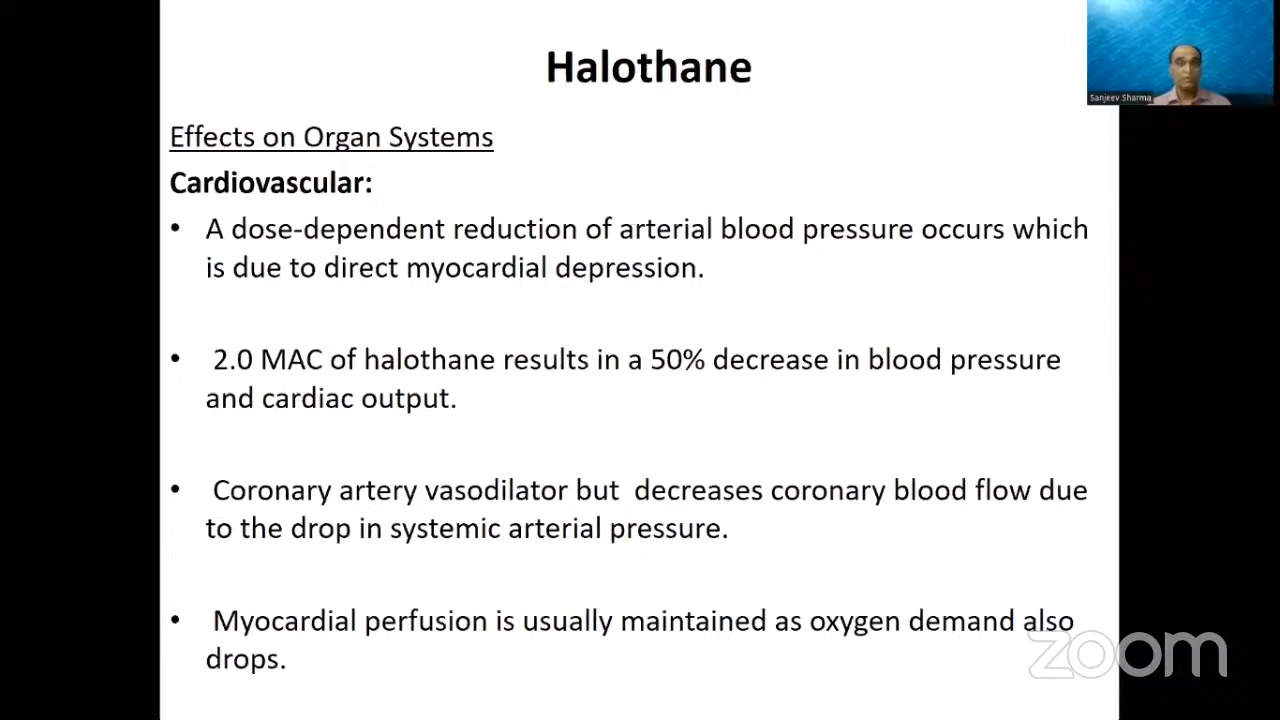 Halothane
Sanjeev Sharma
Effects on Organ Systems
Cardiovascular:
• A dose-dependent reduction of arterial blood pressure occurs which
is due to direct myocardial depression.
• 2.0 MAC of halothane results in a 50% decrease in blood pressure
and cardiac output.
• Coronary artery vasodilator but decreases coronary blood flow due
to the drop in systemic arterial pressure.
• Myocardial perfusion is usually maintained as oxygen demand also
drops.
zoom